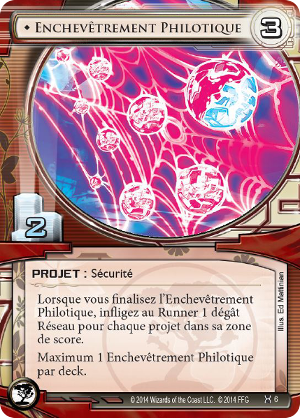 ♦ Enchevêtrement Philotique
3
2
PROJET : Sécurité
Lorsque vous finalisez l'Enchevêtrement
Philotique, infligez au Runner 1 dégât
Réseau pour chaque projet dans sa zone
de score.
Maximum 1 Enchevêtrement Philotique
par deck.
Illus. Ed Mattinian
© 2014 Wizards of the Coast LLC. © 2014 FFG
6